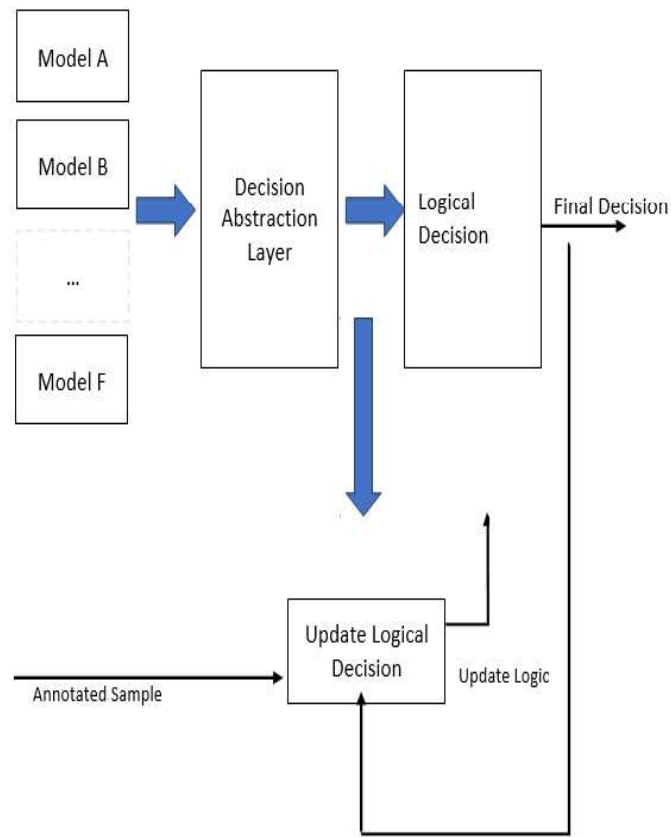 Model A
Model B
...
Model F
Decision
Abstraction
Layer
Logical
Decision
Final Decision
Update Logical
Decision
Update Logic
Annotated Sample